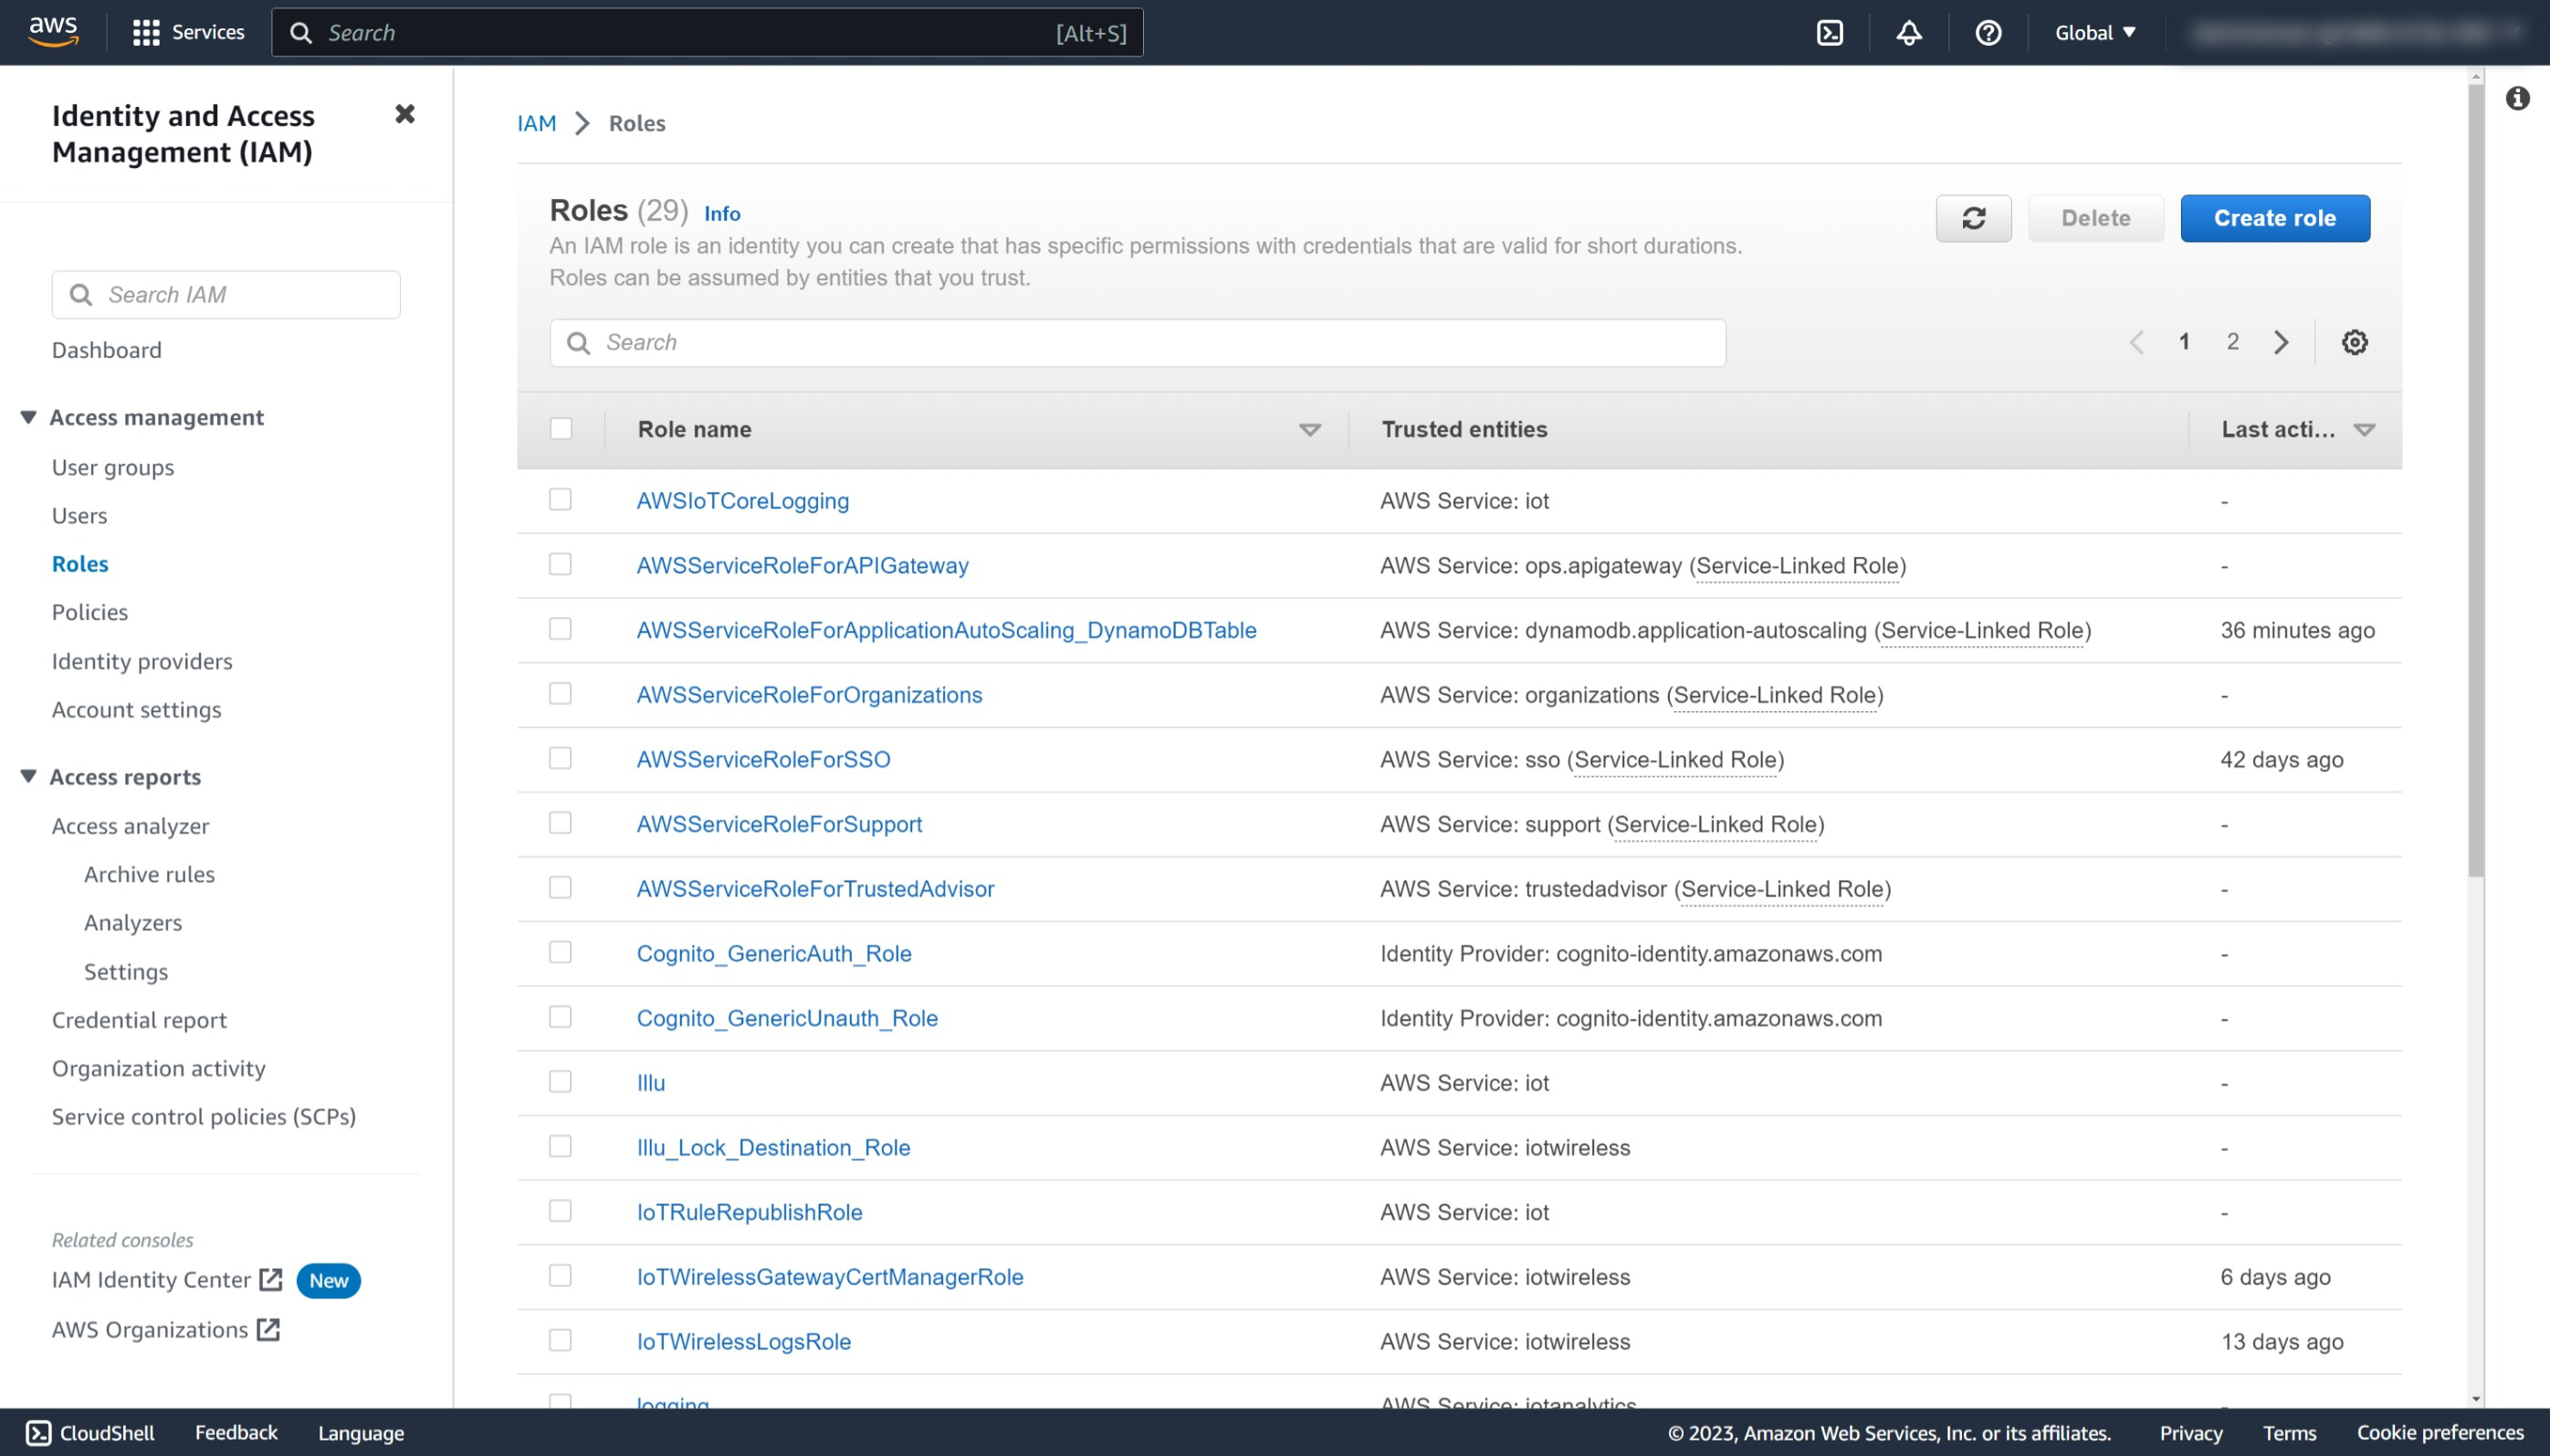 aws
Services
Search
[Alt+S]
Global
Identity and Access
Management (IAM)
Search IAM
Dashboard
Access management
User groups
Users
Roles
Policies
Identity providers
Account settings
Access reports
Access analyzer
Archive rules
Analyzers
Settings
Credential report
Organization activity
Service control policies (SCPs)
Related consoles
IAM Identity Center New
AWS Organizations
IAM > Roles
Roles (29) Info
An IAM role is an identity you can create that has specific permissions with credentials that are valid for short durations.
Roles can be assumed by entities that you trust.
Delete
Create role
Search
1 2
Role name Trusted entities Last acti...
AWSIoTCoreLogging AWS Service: iot -
AWSServiceRoleForAPIGateway AWS Service: ops.apigateway (Service-Linked Role) -
AWSServiceRoleForApplicationAutoScaling_DynamoDBTable AWS Service: dynamodb.application-autoscaling (Service-Linked Role) 36 minutes ago
AWSServiceRoleForOrganizations AWS Service: organizations (Service-Linked Role) -
AWSServiceRoleForSSO AWS Service: sso (Service-Linked Role) 42 days ago
AWSServiceRoleForSupport AWS Service: support (Service-Linked Role) -
AWSServiceRoleForTrustedAdvisor AWS Service: trustedadvisor (Service-Linked Role) -
Cognito_GenericAuth_Role Identity Provider: cognito-identity.amazonaws.com -
Cognito_GenericUnauth_Role Identity Provider: cognito-identity.amazonaws.com -
Illu AWS Service: iot -
Illu_Lock_Destination_Role AWS Service: iotwireless -
IoTRuleRepublishRole AWS Service: iot -
IoTWirelessGatewayCertManagerRole AWS Service: iotwireless 6 days ago
IoTWirelessLogsRole AWS Service: iotwireless 13 days ago
logging AWS Service: iotanalytics -
CloudShell Feedback Language
© 2023, Amazon Web Services, Inc. or its affiliates. Privacy Terms Cookie preferences